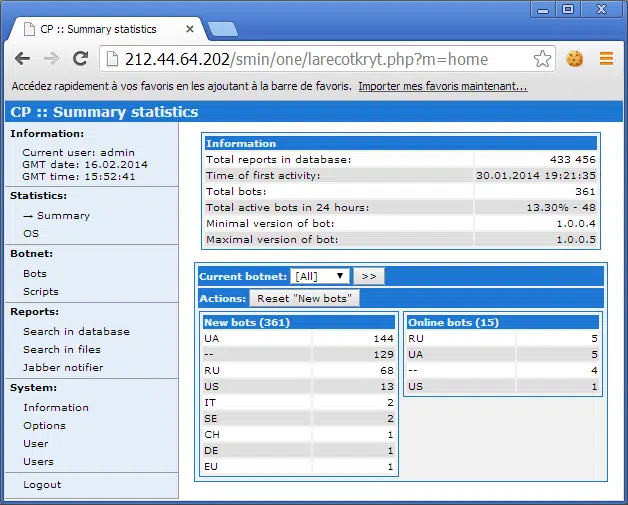 CP :: Summary statistics
212.44.64.202/smin/one/larecotkryt.php?m=home
Accédez rapidement à vos favoris en les ajoutant à la barre de favoris. Importer mes favoris maintenant...
CP :: Summary statistics
Information:
Current user: admin
GMT date: 16.02.2014
GMT time: 15:52:41
Statistics:
→ Summary
OS
Botnet:
Bots
Scripts
Reports:
Search in database
Search in files
Jabber notifier
System:
Information
Options
User
Users
Logout
Information
Total reports in database: 433 456
Time of first activity: 30.01.2014 19:21:35
Total bots: 361
Total active bots in 24 hours: 13.30% - 48
Minimal version of bot: 1.0.0.4
Maximal version of bot: 1.0.0.5
Current botnet: [All] >>
Actions: Reset "New bots"
New bots (361)
UA 144
-- 129
RU 68
US 13
IT 2
SE 2
CH 1
DE 1
EU 1
Online bots (15)
RU 5
UA 5
-- 4
US 1